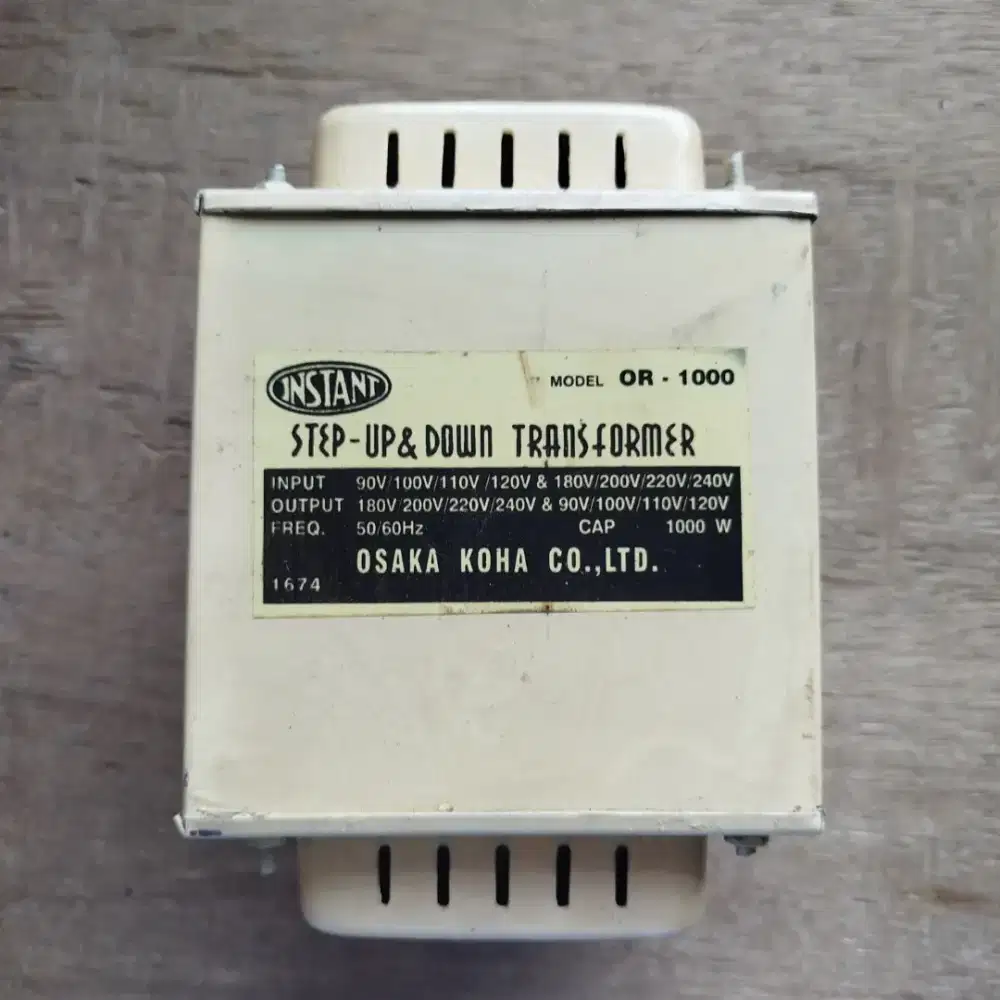 INSTANT
MODEL OR - 1000
STEP-UP & DOWN TRANSFORMER
INPUT 90V/100V/110V /120V & 180V/200V/220V/240V
OUTPUT 180V/200V/220V/240V & 90V/100V/110V/120V
FREQ. 50/60Hz CAP 1000 W
OSAKA KOHA CO.,LTD.
1674